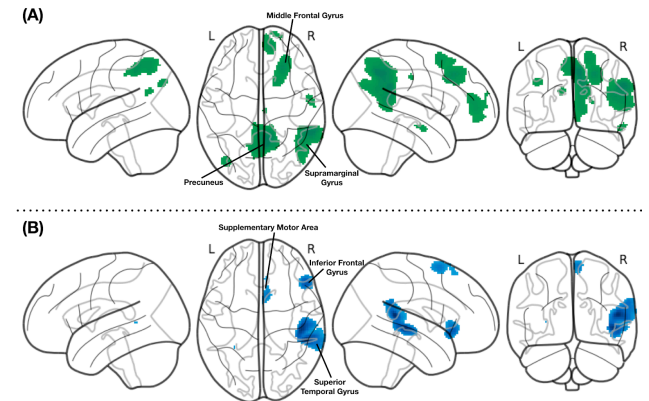 (A)
Middle Frontal Gyrus
L
R
R
L
Precuneus
Supramarginal
Gyrus
(B)
Supplementary Motor Area
L
R
R
Inferior Frontal
Gyrus
Superior
Temporal Gyrus